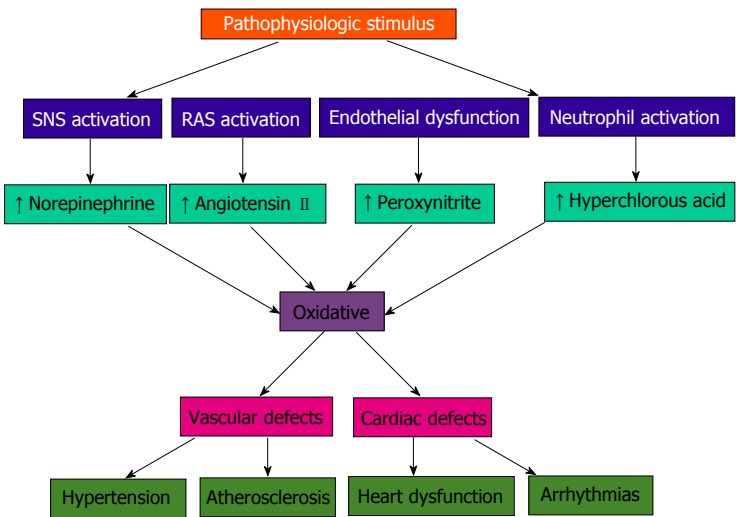 Pathophysiologic stimulus
SNS activation
RAS activation
Endothelial dysfunction
Neutrophil activation
↑ Norepinephrine
↑ Angiotensin Ⅱ
↑ Peroxynitrite
↑ Hyperchlorous acid
Oxidative
Vascular defects
Cardiac defects
Hypertension
Atherosclerosis
Heart dysfunction
Arrhythmias